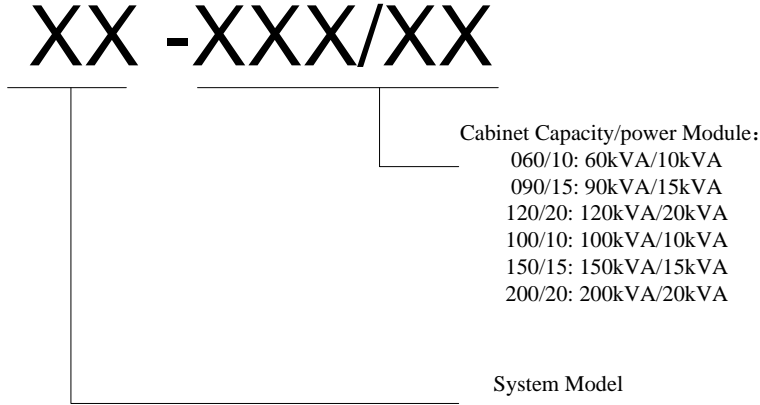 XX -XXX/XX
Cabinet Capacity/power Module：
060/10: 60kVA/10kVA
090/15: 90kVA/15kVA
120/20: 120kVA/20kVA
100/10: 100kVA/10kVA
150/15: 150kVA/15kVA
200/20: 200kVA/20kVA
System Model